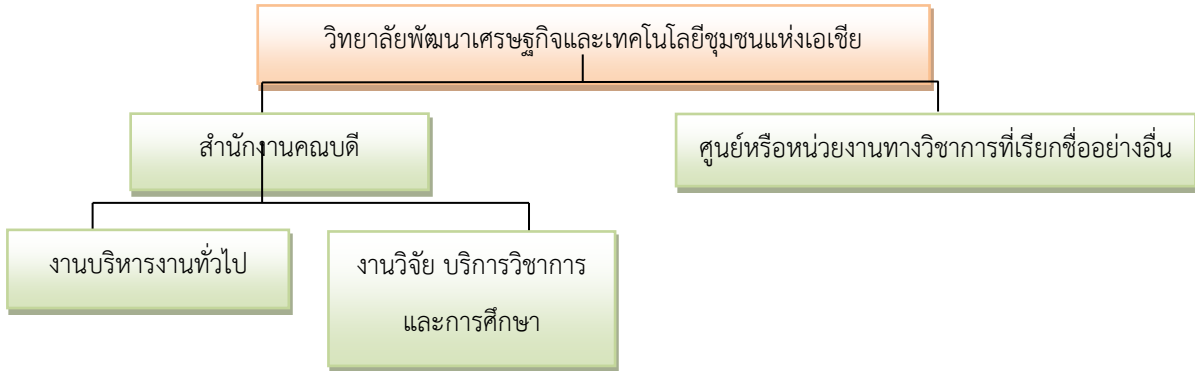 วิทยาลัยพัฒนาเศรษฐกิจและเทคโนโลยีชุมชนแห่งเอเชีย
สำนักงานคณบดี
ศูนย์หรือหน่วยงานทางวิชาการที่เรียกชื่ออย่างอื่น
งานบริหารงานทั่วไป
งานวิจัย บริการวิชาการ
และการศึกษา